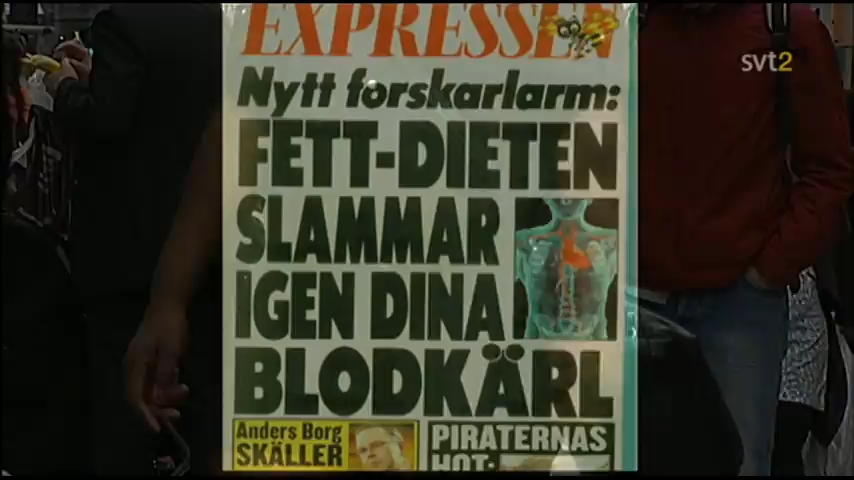 EXPRESSEN
svt2
Nytt forskarlarm:
FETT-DIETEN
SLAMMAR
IGEN DINA
BLODKÄRL
Anders Borg
SKÄLLER
PIRATERNAS
HOT: